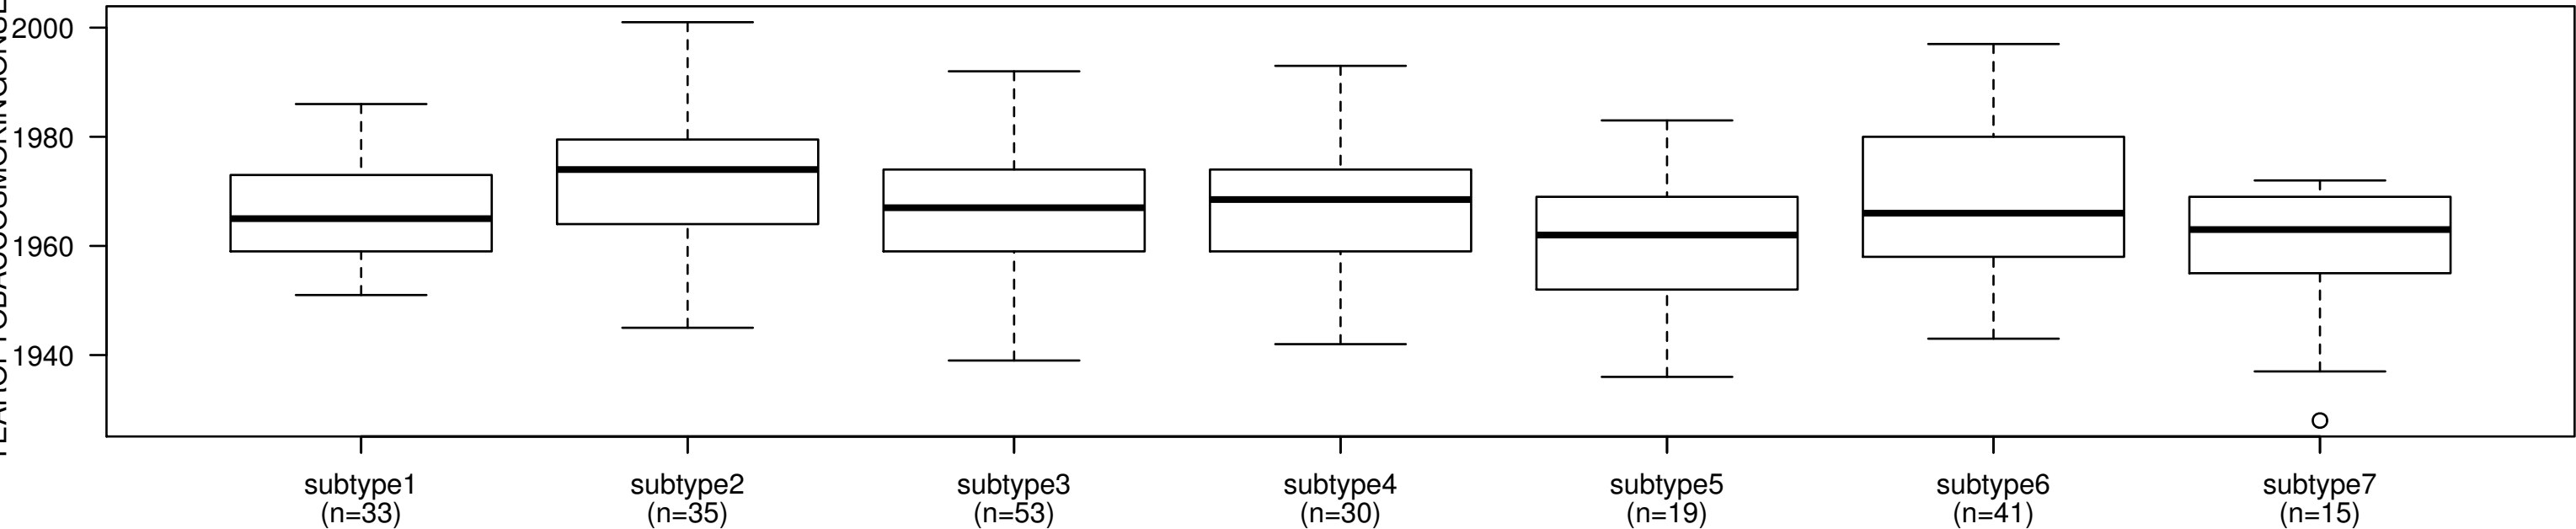 2000
1980
1960
1940
subtype1
(n=33)
subtype2
(n=35)
subtype3
(n=53)
subtype4
(n=30)
subtype5
(n=19)
subtype6
(n=41)
subtype7
(n=15)